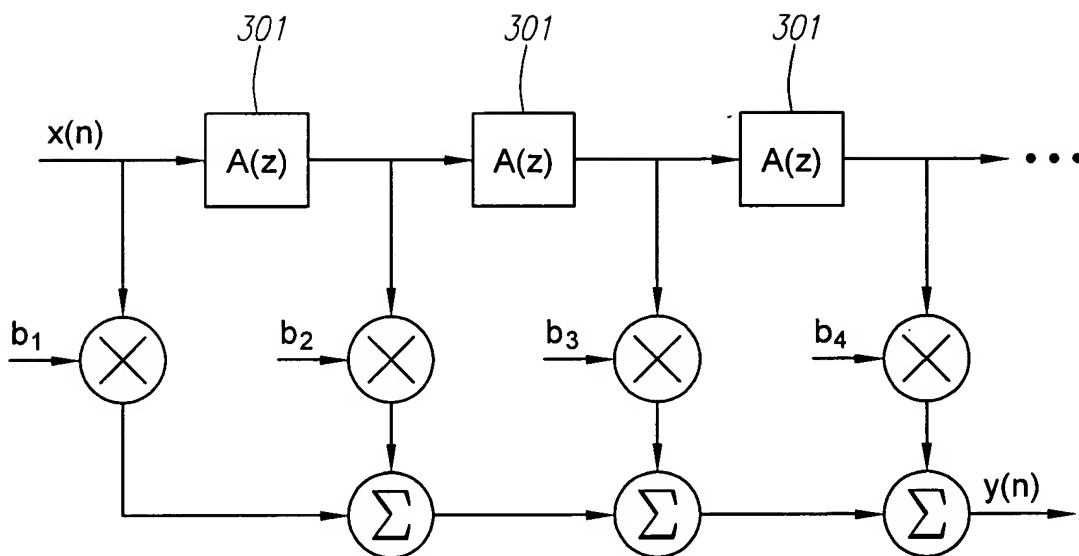 301 301 301
x(n) A(z) A(z) A(z) •••
b₁ b₂ b₃ b₄
Σ Σ Σ y(n)